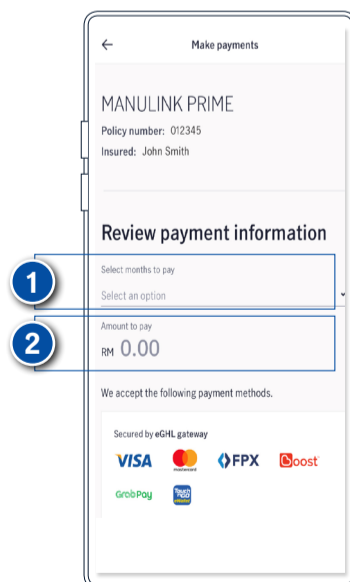 Make payments
MANULINK PRIME
Policy number: 012345
Insured: John Smith
Review payment information
1
Select months to pay
Select an option
2
Amount to pay
RM 0.00
We accept the following payment methods.
Secured by eGHL gateway
VISA mastercard FPX Boost
GrabPay Touch 'n GO eWallet